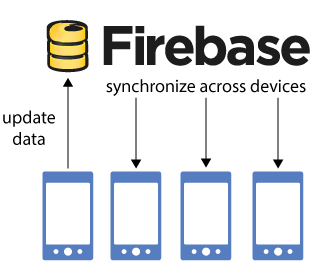 Firebase
synchronize across devices
update
data